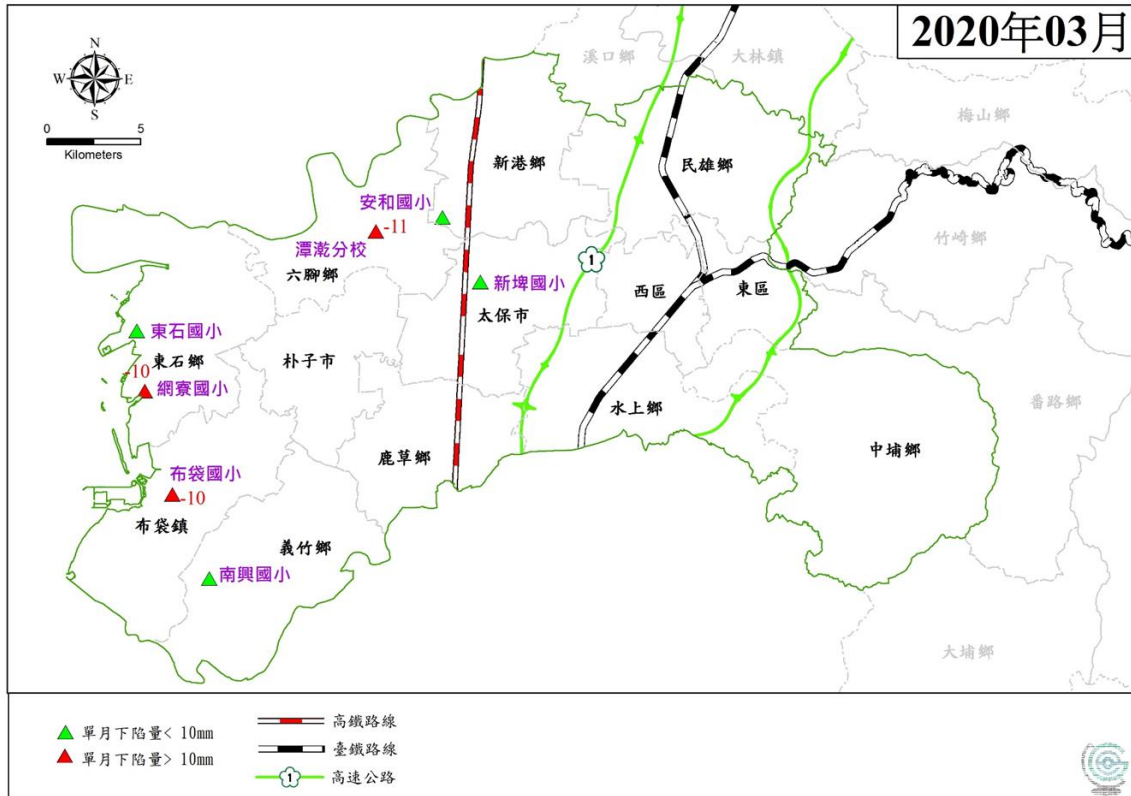 2020年03月
N
W
E
S
0
5
Kilometers
溪口鄉
大林鎮
梅山鄉
新港鄉
民雄鄉
安和國小
-11
潭漧分校
竹崎鄉
六腳鄉
1
新埤國小
西區
東區
太保市
東石國小
東石鄉
朴子市
-10
網寮國小
水上鄉
番路鄉
鹿草鄉
中埔鄉
布袋國小
-10
布袋鎮
義竹鄉
南興國小
大埔鄉
單月下陷量< 10mm
單月下陷量> 10mm
高鐵路線
臺鐵路線
1
高速公路